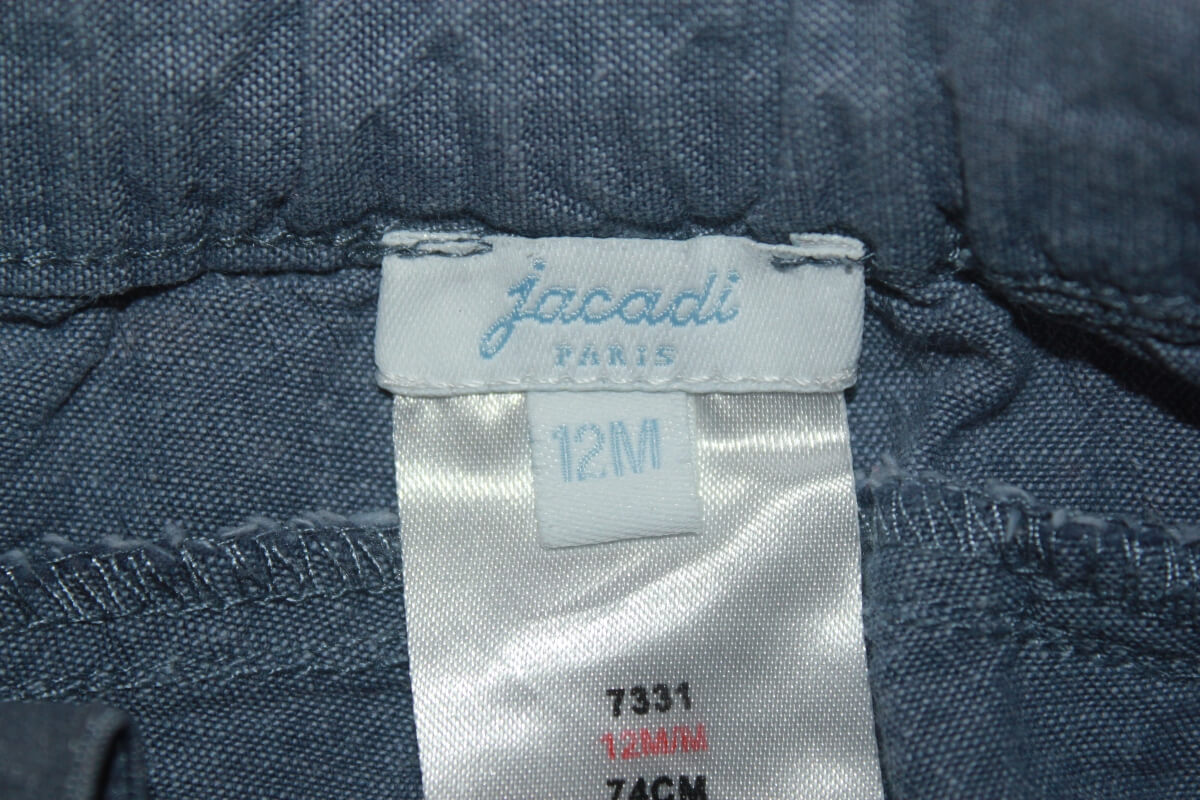 jacadi
PARIS
12M
7331
12M/M
74CM